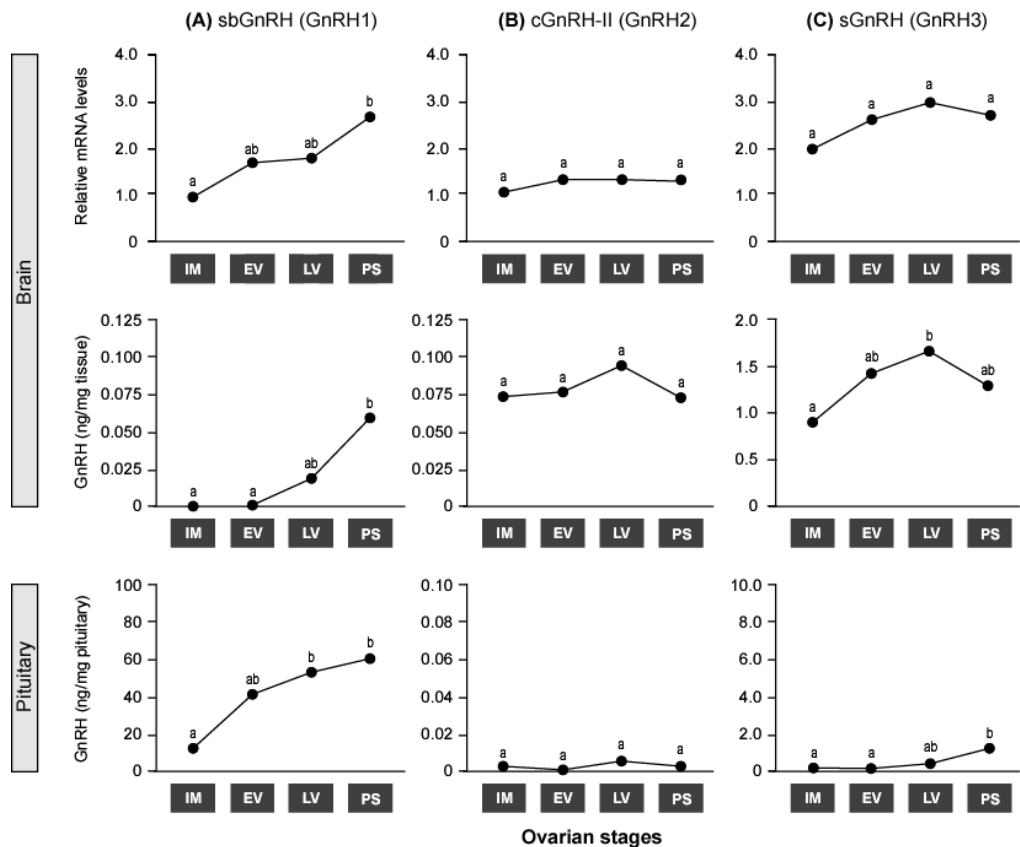 (A) sbGnRH (GnRH1)
(B) cGnRH-II (GnRH2)
(C) sGnRH (GnRH3)
Brain
Relative mRNA levels
4.0
3.0
2.0
1.0
0
a
ab
ab
b
IM EV LV PS
4.0
3.0
2.0
1.0
0
a
a
a
a
IM EV LV PS
4.0
3.0
2.0
1.0
0
a
a
a
a
IM EV LV PS
GnRH (ng/mg tissue)
0.125
0.100
0.075
0.050
0.025
0
a
a
ab
b
IM EV LV PS
0.125
0.100
0.075
0.050
0.025
0
a
a
a
a
IM EV LV PS
2.0
1.5
1.0
0.5
0
a
ab
b
ab
IM EV LV PS
Pituitary
GnRH (ng/mg pituitary)
100
80
60
40
20
0
a
ab
b
b
IM EV LV PS
0.10
0.08
0.06
0.04
0.02
0
a
a
a
a
IM EV LV PS
10.0
8.0
6.0
4.0
2.0
0
a
a
ab
b
IM EV LV PS
Ovarian stages